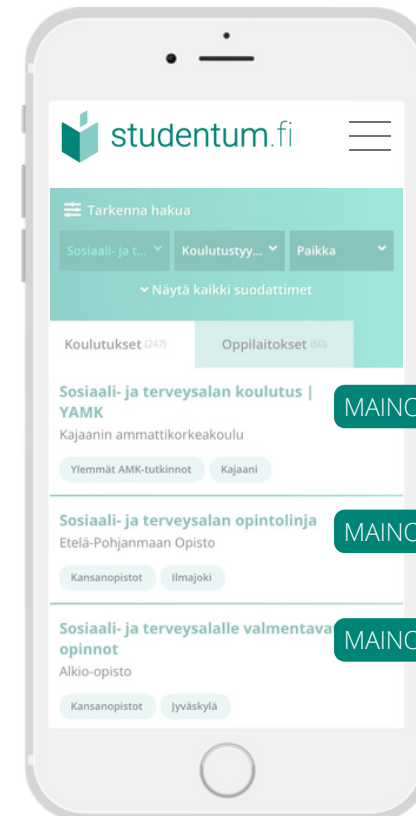 studentum.fi
Tarkenna hakua
Sosiaali- ja t... Koulutustyy... Paikka
Näytä kaikki suodattimet
Koulutukset (247) Oppilaitokset (60)
Sosiaali- ja terveysalan koulutus |
YAMK
MAINO
Kajaanin ammattikorkeakoulu
Ylemmät AMK-tutkinnot Kajaani
Sosiaali- ja terveysalan opintolinja
MAINO
Etelä-Pohjanmaan Opisto
Kansanopistot Ilmajoki
Sosiaali- ja terveysalalle valmentava
opinnot
MAINO
Alkio-opisto
Kansanopistot Jyväskylä